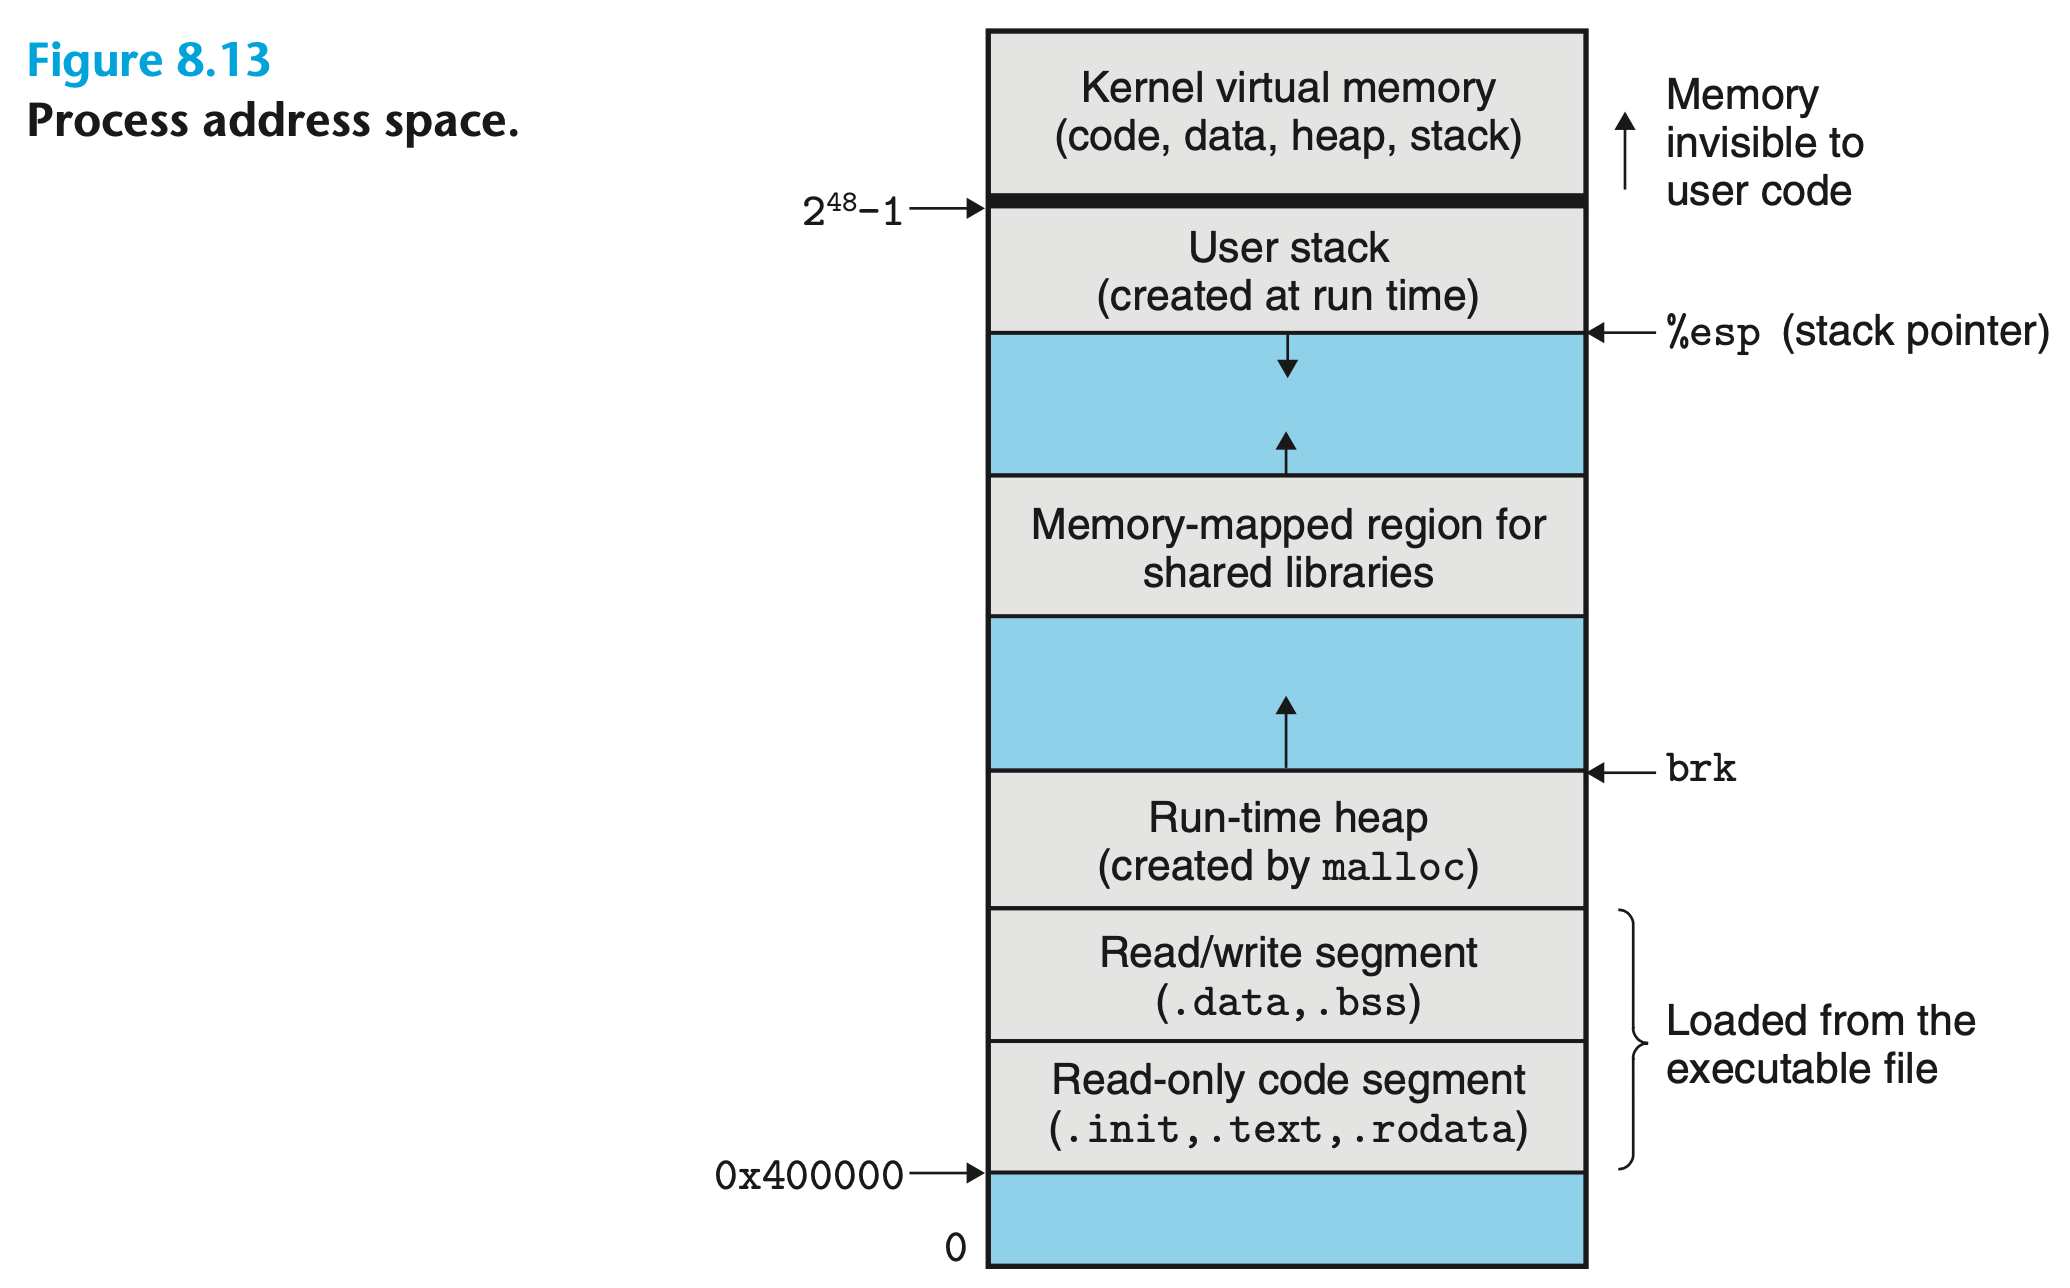 Figure 8.13
Process address space.
Kernel virtual memory
(code, data, heap, stack)
Memory
invisible to
user code
2⁴⁸–1
User stack
(created at run time)
%esp (stack pointer)
Memory-mapped region for
shared libraries
brk
Run-time heap
(created by malloc)
Read/write segment
(.data,.bss)
Loaded from the
executable file
Read-only code segment
(.init,.text,.rodata)
0x400000
0